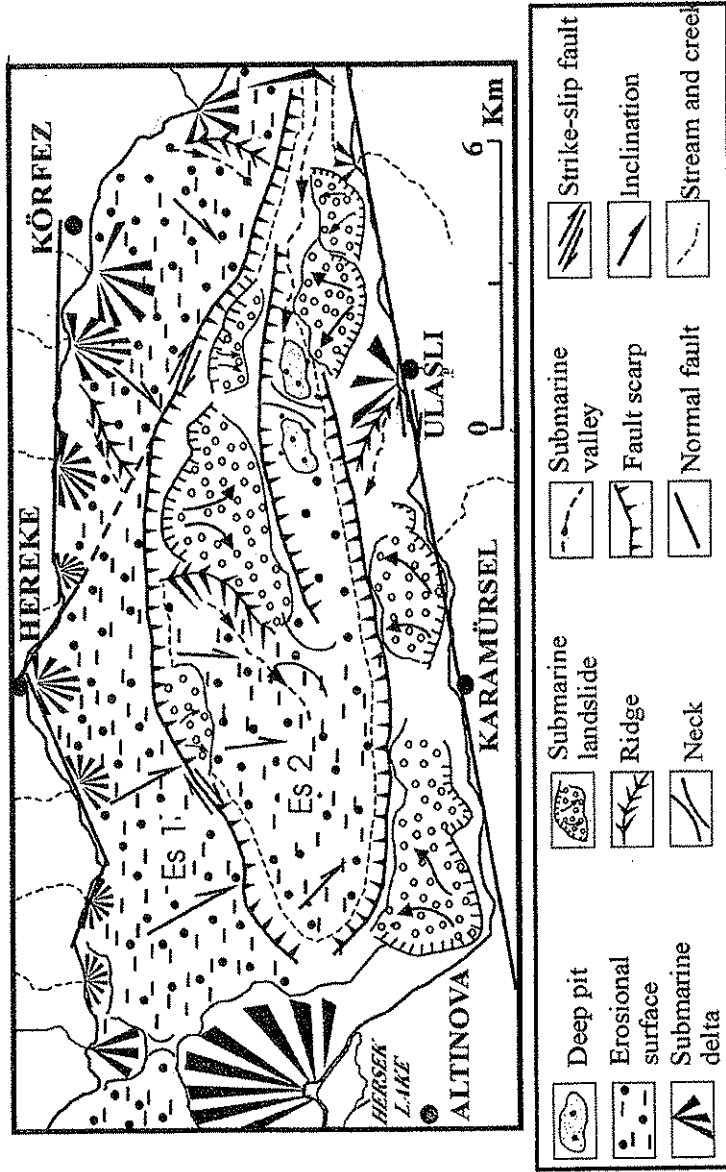 HEREKE
KÖRFEZ
Es 1
Es 2
HERSEK
LAKE
ALTINOVA
KARAMÜRSEL
ULAŞLI
0
6
Km
Deep pit
Erosional
surface
Submarine
delta
Submarine
landslide
Ridge
Neck
Submarine
valley
Fault scarp
Normal fault
Strike-slip fault
Inclination
Stream and creek